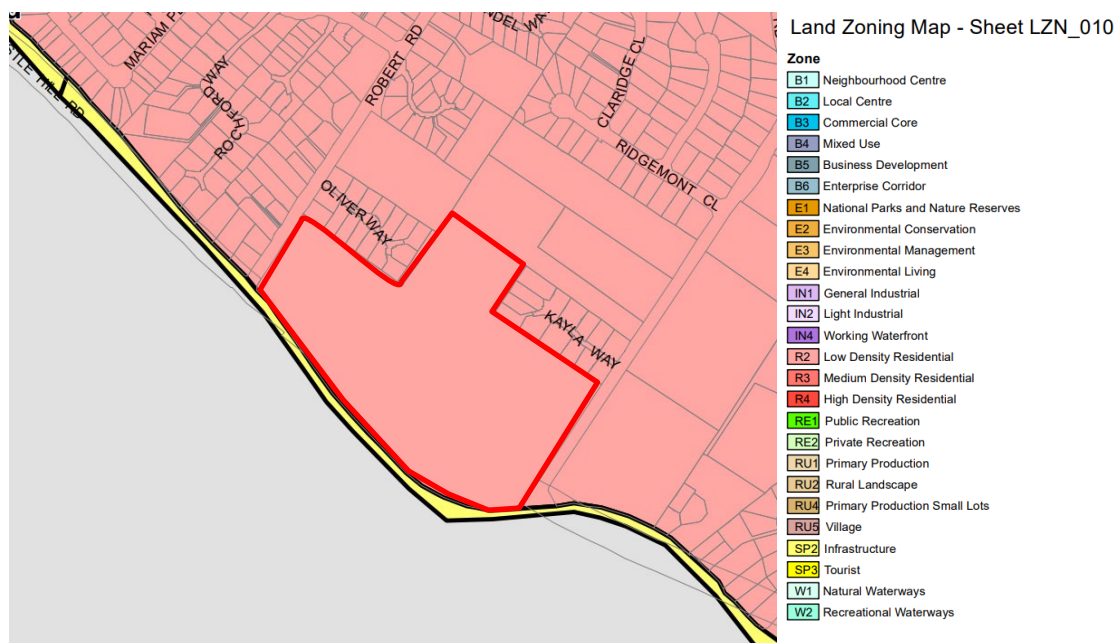 Land Zoning Map - Sheet LZN_010
Zone
B1 Neighbourhood Centre
B2 Local Centre
B3 Commercial Core
B4 Mixed Use
B5 Business Development
B6 Enterprise Corridor
E1 National Parks and Nature Reserves
E2 Environmental Conservation
E3 Environmental Management
E4 Environmental Living
IN1 General Industrial
IN2 Light Industrial
IN4 Working Waterfront
R2 Low Density Residential
R3 Medium Density Residential
R4 High Density Residential
RE1 Public Recreation
RE2 Private Recreation
RU1 Primary Production
RU2 Rural Landscape
RU4 Primary Production Small Lots
RU5 Village
SP2 Infrastructure
SP3 Tourist
W1 Natural Waterways
W2 Recreational Waterways
MARIAM
HILL RD
ROBERT RD
WAY
CLARIDGE CL
RIDGEMONT CL
OLIVER WAY
KAYLA WAY